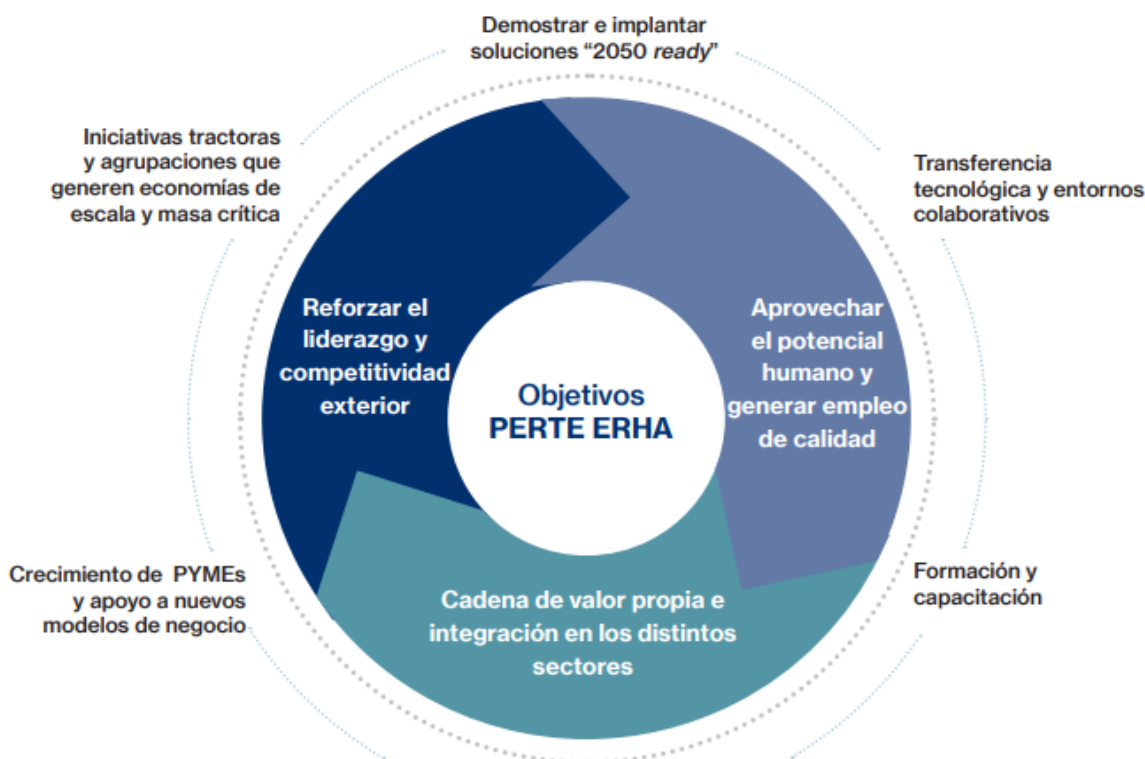 Demostrar e implantar
soluciones “2050 ready”
Iniciativas tractoras
y agrupaciones que
generen economías de
escala y masa crítica
Transferencia
tecnológica y entornos
colaborativos
Reforzar el
liderazgo y
competitividad
exterior
Aprovechar
el potencial
humano y
generar empleo
de calidad
Objetivos
PERTE ERHA
Crecimiento de PYMEs
y apoyo a nuevos
modelos de negocio
Cadena de valor propia e
integración en los distintos
sectores
Formación y
capacitación